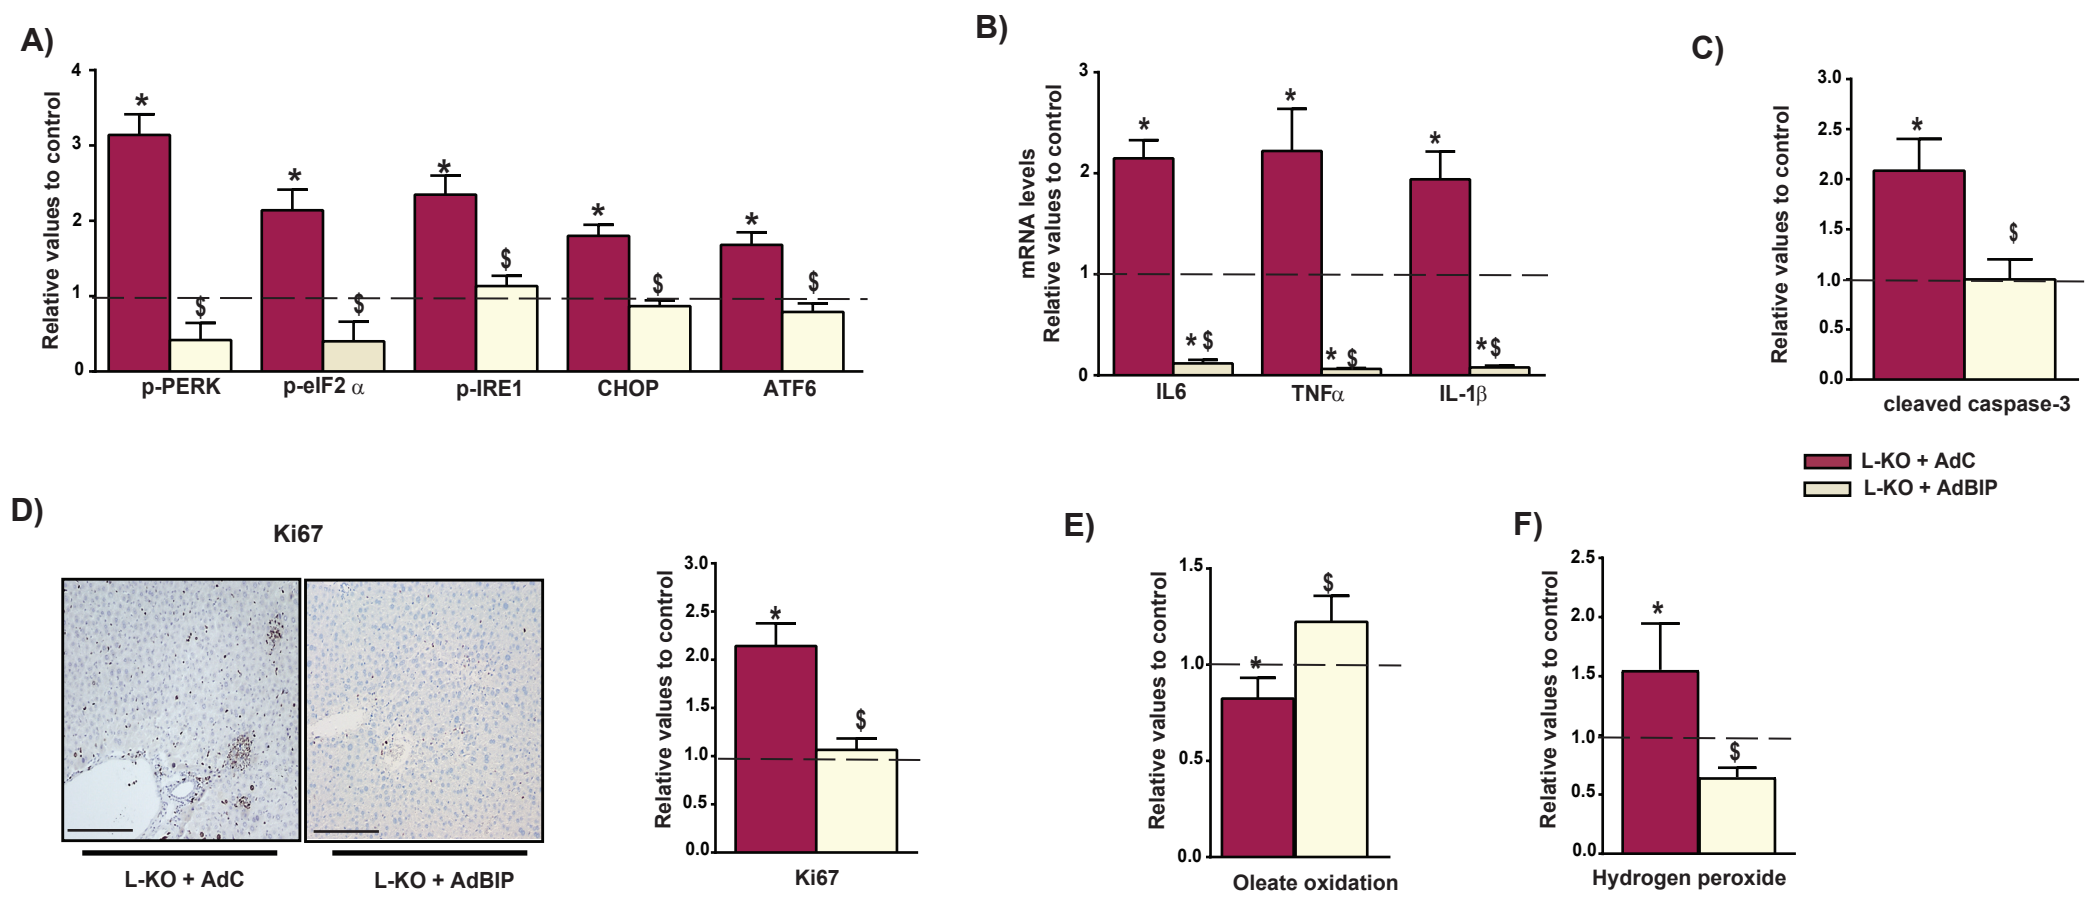 A)
Relative values to control
4
3
2
1
0
*
$
*
$
*
$
*
$
*
$
p-PERK
p-eIF2 α
p-IRE1
CHOP
ATF6
B)
mRNA levels
Relative values to control
3
2
1
0
*
* $
*
* $
*
* $
IL6
TNFα
IL-1β
C)
Relative values to control
3.0
2.5
2.0
1.5
1.0
0.5
0.0
*
$
cleaved caspase-3
L-KO + AdC
L-KO + AdBIP
D)
Ki67
L-KO + AdC
L-KO + AdBIP
Relative values to control
3.0
2.5
2.0
1.5
1.0
0.5
0.0
*
$
Ki67
E)
Relative values to control
1.5
1.0
0.5
0.0
*
$
Oleate oxidation
F)
Relative values to control
2.5
2.0
1.5
1.0
0.5
0.0
*
$
Hydrogen peroxide